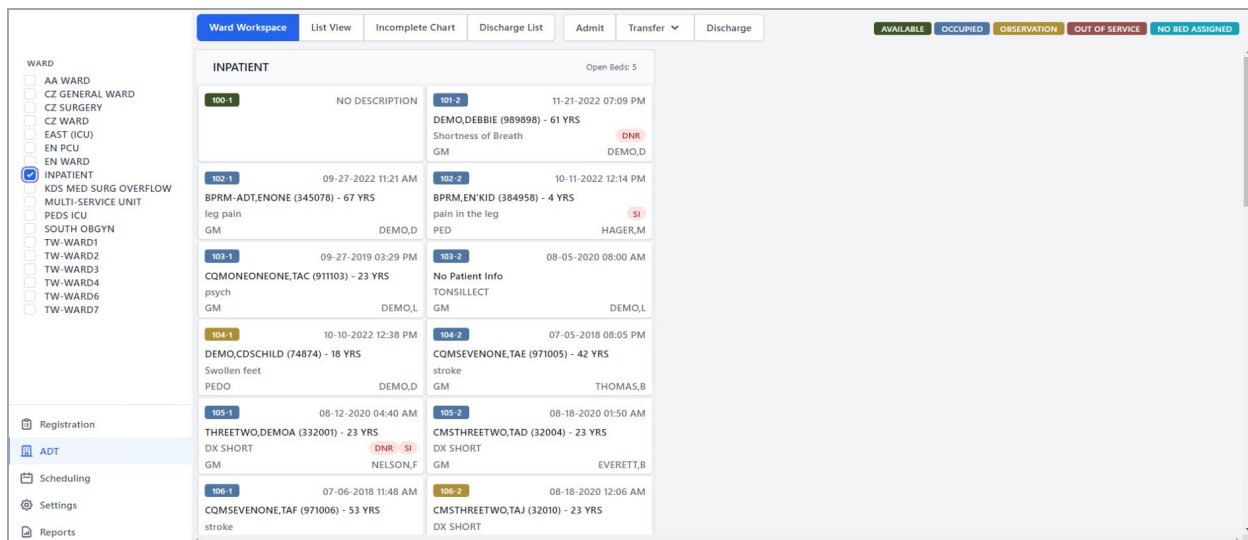 Ward Workspace List View Incomplete Chart Discharge List Admit Transfer Discharge AVAILABLE OCCUPIED OBSERVATION OUT OF SERVICE NO BED ASSIGNED
WARD
AA WARD
CZ GENERAL WARD
CZ SURGERY
CZ WARD
EAST (ICU)
EN PCU
EN WARD
INPATIENT
KDS MED SURG OVERFLOW
MULTI-SERVICE UNIT
PEDS ICU
SOUTH OBGYN
TW-WARD1
TW-WARD2
TW-WARD3
TW-WARD4
TW-WARD6
TW-WARD7
Registration
ADT
Scheduling
Settings
Reports
INPATIENT Open Beds: 5
100-1 NO DESCRIPTION
101-2 11-21-2022 07:09 PM
DEMO,DEBBIE (989898) - 61 YRS
Shortness of Breath DNR
GM DEMO,D
102-1 09-27-2022 11:21 AM
BPRM-ADT,ENONE (345078) - 67 YRS
leg pain
GM DEMO,D
102-2 10-11-2022 12:14 PM
BPRM,EN'KID (384958) - 4 YRS
pain in the leg SI
PED HAGER,M
103-1 09-27-2019 03:29 PM
CQMONEONEONE,TAC (911103) - 23 YRS
psych
GM DEMO,L
103-2 08-05-2020 08:00 AM
No Patient Info
TONSILLECT
GM DEMO,L
104-1 10-10-2022 12:38 PM
DEMO,CDSCHILD (74874) - 18 YRS
Swollen feet
PEDO DEMO,D
104-2 07-05-2018 08:05 PM
CQMSEVENONE,TAE (971005) - 42 YRS
stroke
GM THOMAS,B
105-1 08-12-2020 04:40 AM
THREETWO,DEMOA (332001) - 23 YRS
DX SHORT DNR SI
GM NELSON,F
105-2 08-18-2020 01:50 AM
CMSTHREETWO,TAD (32004) - 23 YRS
DX SHORT
GM EVERETT,B
106-1 07-06-2018 11:48 AM
CQMSEVENONE,TAF (971006) - 53 YRS
stroke
106-2 08-18-2020 12:06 AM
CMSTHREETWO,TAJ (32010) - 23 YRS
DX SHORT